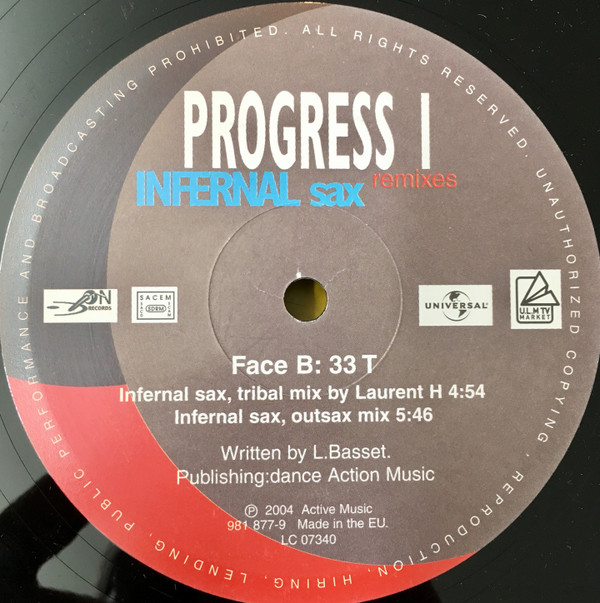 PERFORMANCE AND BROADCASTING PROHIBITED. ALL RIGHTS RESERVED. UNAUTHORIZED COPYING, REPRODUCTION, HIRING, LENDING, PUBLIC
PROGRESS I
INFERNAL sax remixes
ON
RECORDS
SACEM
SDRM
UNIVERSAL
U.L.M TV
MARKET
Face B: 33 T
Infernal sax, tribal mix by Laurent H 4:54
Infernal sax, outsax mix 5:46
Written by L.Basset.
Publishing:dance Action Music
℗ 2004 Active Music
981 877-9 Made in the EU.
LC 07340